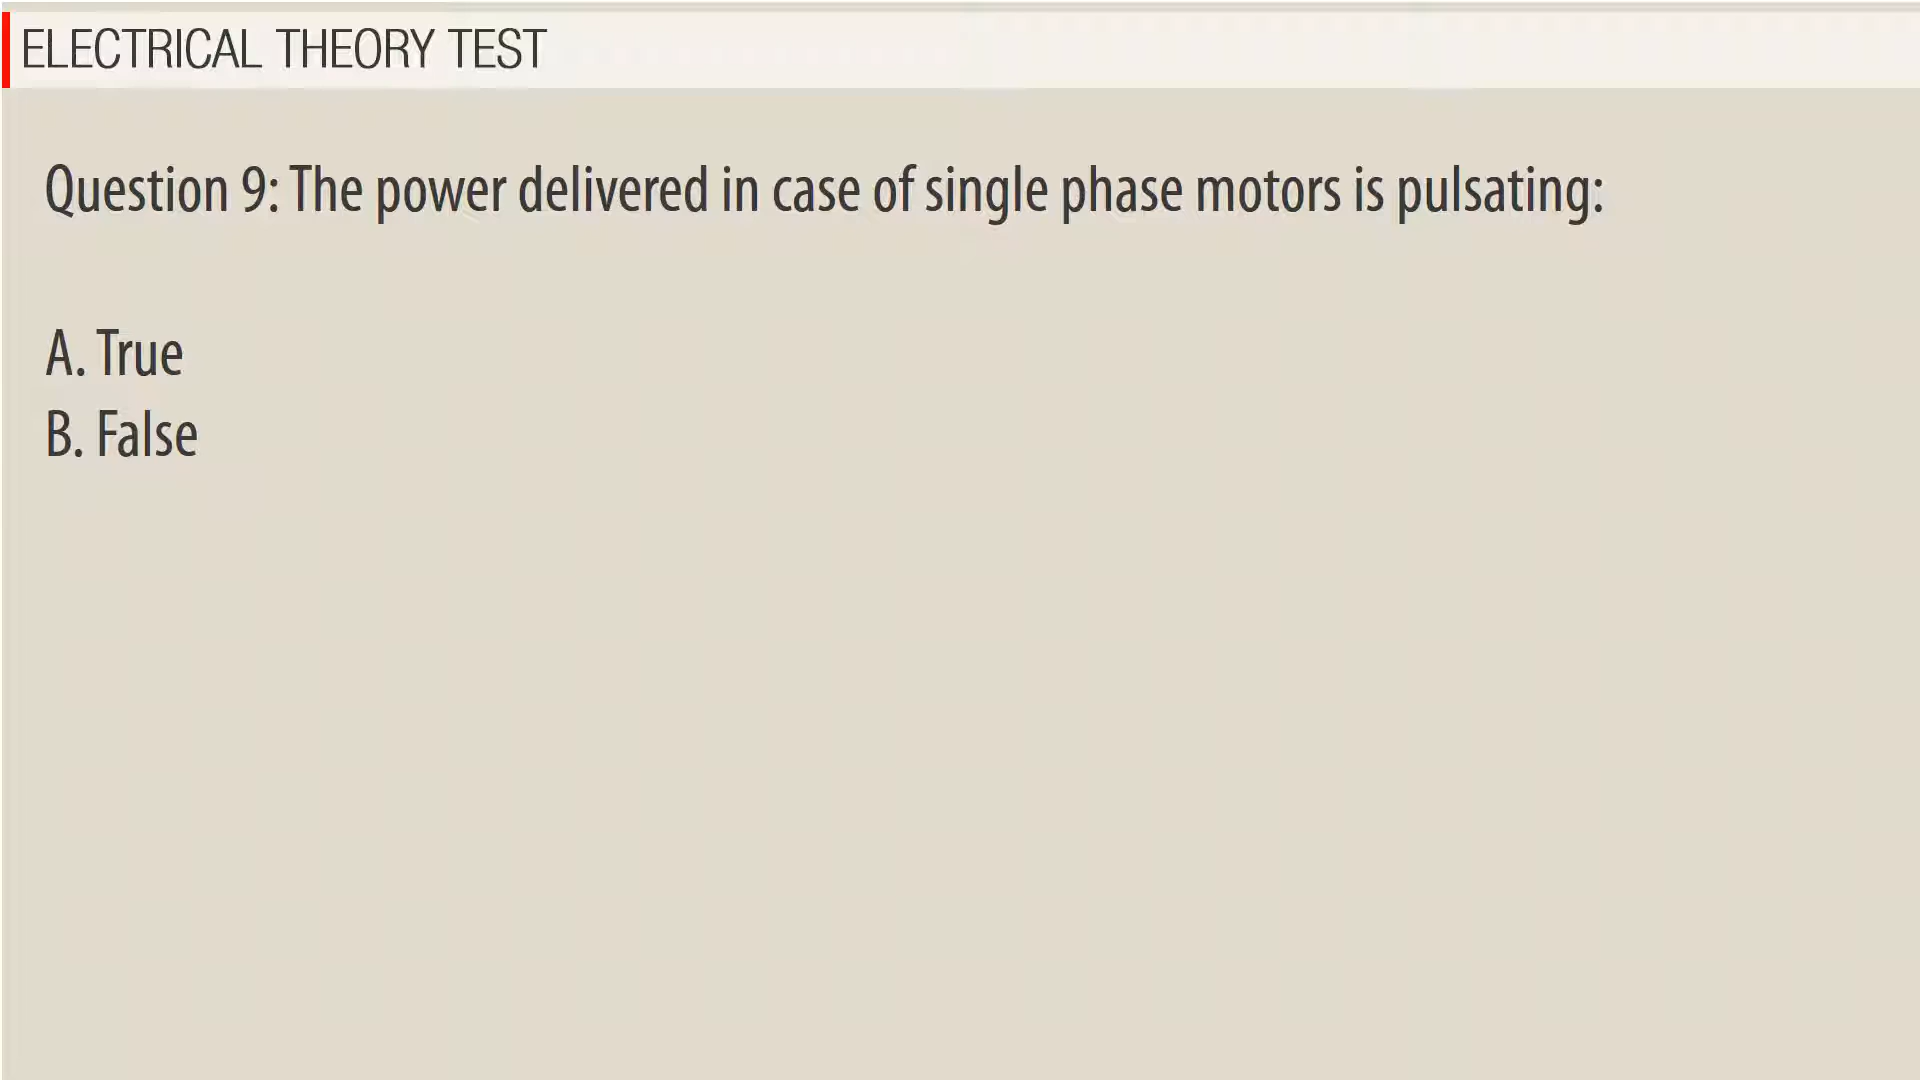 ELECTRICAL THEORY TEST
Question 9: The power delivered in case of single phase motors is pulsating:
A. True
B. False